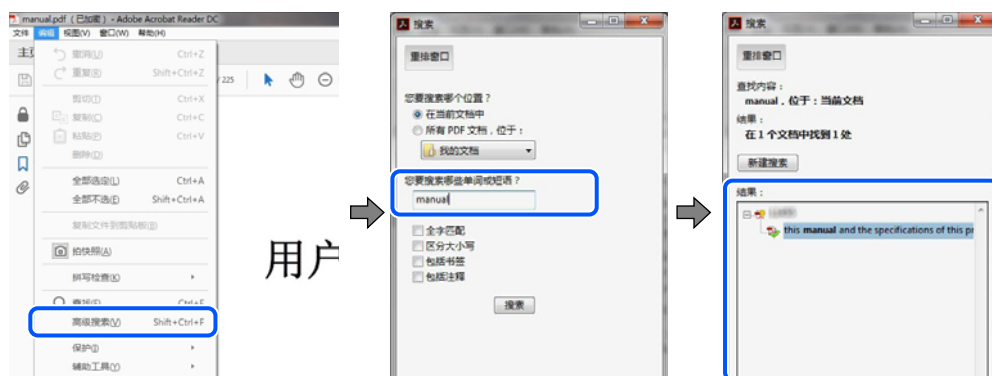 manual.pdf（已加密）- Adobe Acrobat Reader DC
文件 编辑 视图(V) 窗口(W) 帮助(H)
主页
撤消(U) Ctrl+Z
重复(R) Shift+Ctrl+Z
/ 225
剪切(T) Ctrl+X
复制(C) Ctrl+C
粘贴(P) Ctrl+V
删除(D)
全部选定(L) Ctrl+A
全部不选(E) Shift+Ctrl+A
复制文件到剪贴板(B)
拍快照(A)
拼写检查(K)
查找(F) Ctrl+F
高级搜索(V) Shift+Ctrl+F
保护(I)
辅助工具(Y)
用户
搜索
重排窗口
您要搜索哪个位置？
在当前文档中
所有 PDF 文档，位于：
我的文档
您要搜索哪些单词或短语？
manual
全字匹配
区分大小写
包括书签
包括注释
搜索
搜索
重排窗口
查找内容：
manual，位于：当前文档
结果：
在 1 个文档中找到 1 处
新建搜索
结果：
this manual and the specifications of this pr